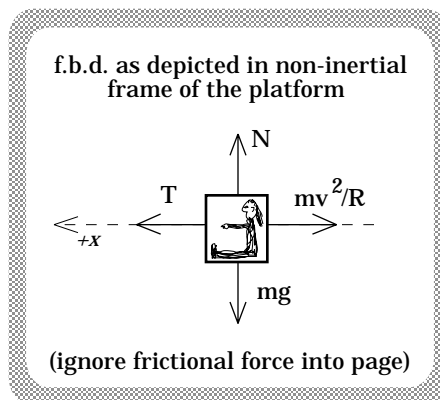 f.b.d. as depicted in non-inertial
frame of the platform
N
T
mv²/R
+x
mg
(ignore frictional force into page)